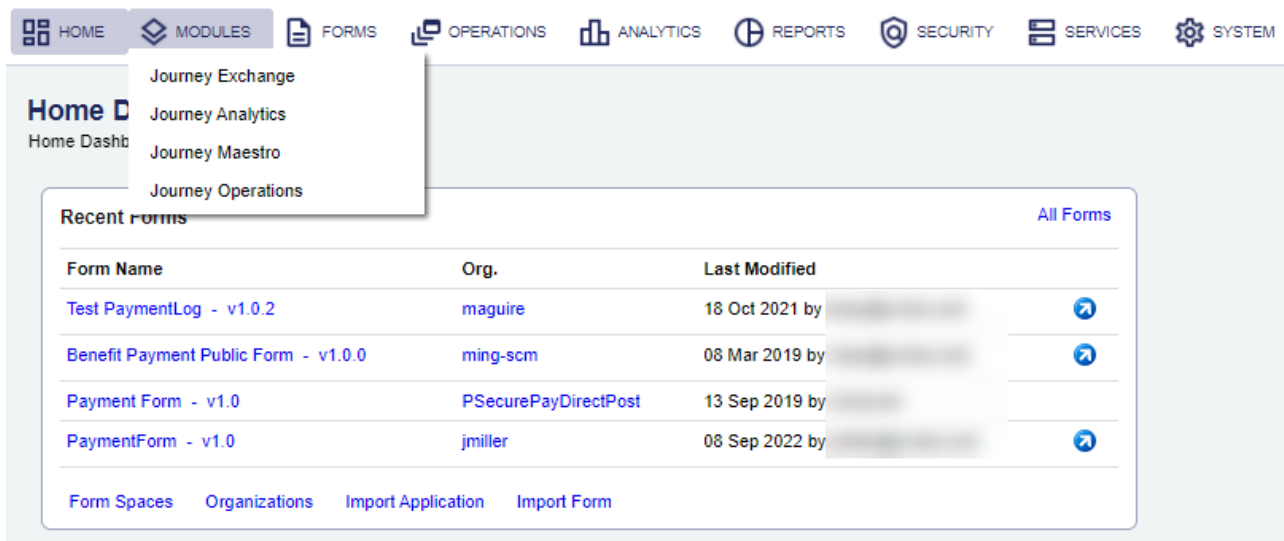 HOME MODULES FORMS OPERATIONS ANALYTICS REPORTS SECURITY SERVICES SYSTEM
Journey Exchange
Journey Analytics
Journey Maestro
Journey Operations
Home D
Home Dashb
Recent Forms All Forms
Form Name Org. Last Modified
Test PaymentLog - v1.0.2 maguire 18 Oct 2021 by
Benefit Payment Public Form - v1.0.0 ming-scm 08 Mar 2019 by
Payment Form - v1.0 PSecurePayDirectPost 13 Sep 2019 by
PaymentForm - v1.0 jmiller 08 Sep 2022 by
Form Spaces Organizations Import Application Import Form